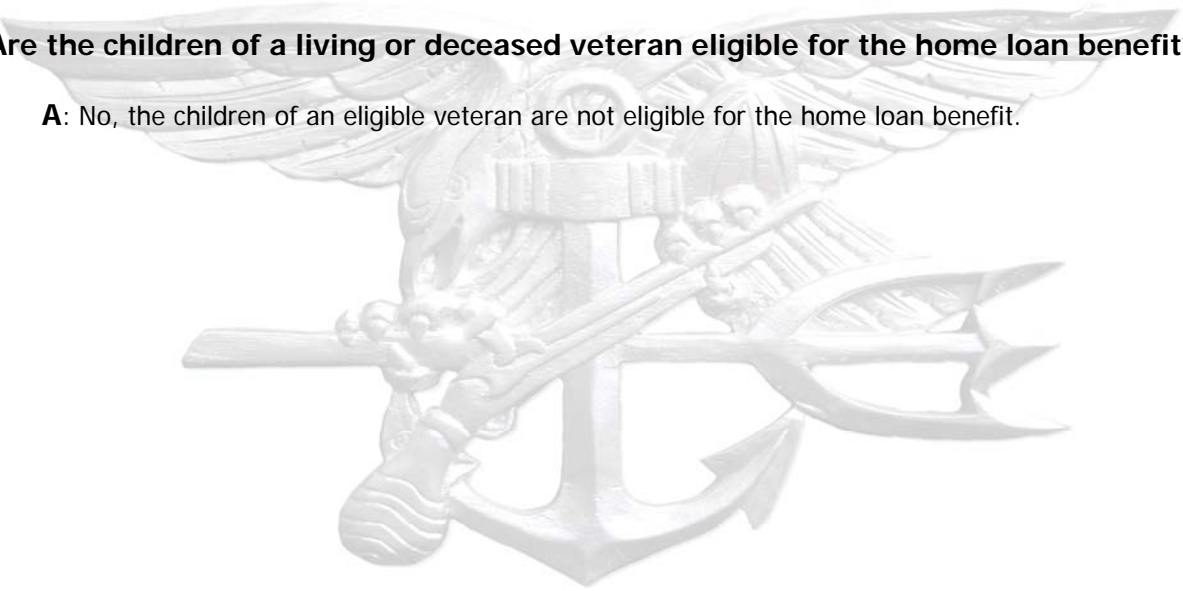 Are the children of a living or deceased veteran eligible for the home loan benefit
A: No, the children of an eligible veteran are not eligible for the home loan benefit.